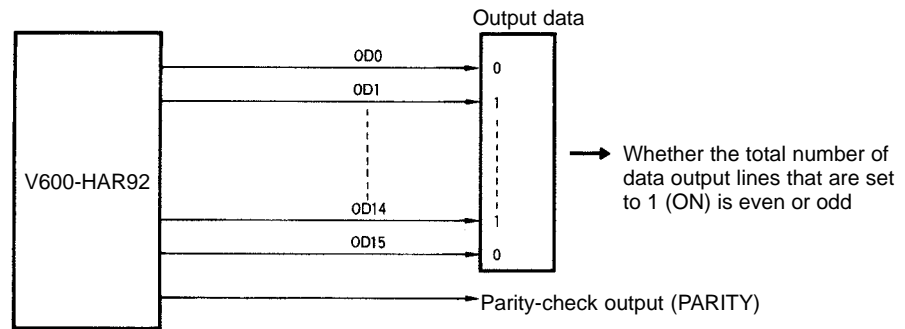 Output data
OD0
0
OD1
1
V600-HAR92
Whether the total number of
data output lines that are set
to 1 (ON) is even or odd
OD14
1
OD15
0
Parity-check output (PARITY)